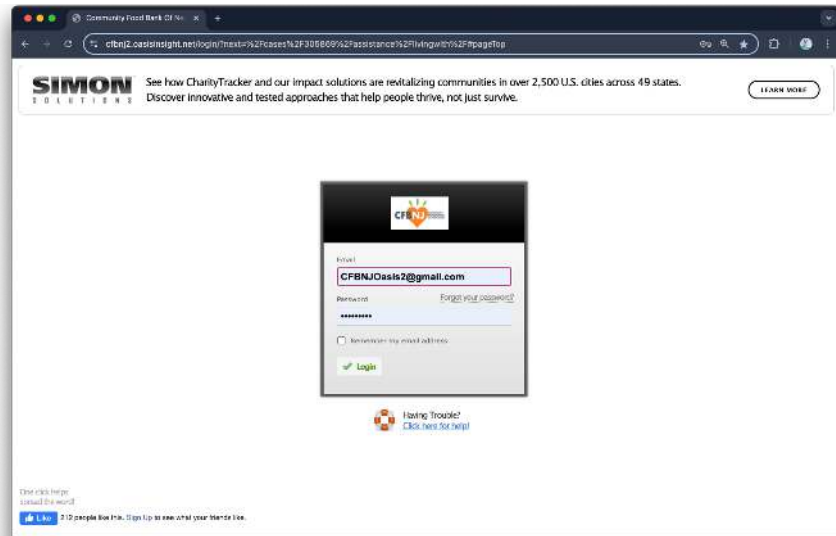 Community Food Bank Of Ne
cfbnj2.oasisinsight.net/login/?next=%2Fcases%2F305869%2Fassistance%2Flivingwith%2F#pageTop
SIMON
SOLUTIONS
See how CharityTracker and our impact solutions are revitalizing communities in over 2,500 U.S. cities across 49 states.
Discover innovative and tested approaches that help people thrive, not just survive.
LEARN MORE
CFBNJ
Email
CFBNJOasis2@gmail.com
Password Forgot your password?
•••••••••
Remember my email address
Login
Having Trouble?
Click here for help!
One click helps
spread the word!
Like 212 people like this. Sign Up to see what your friends like.